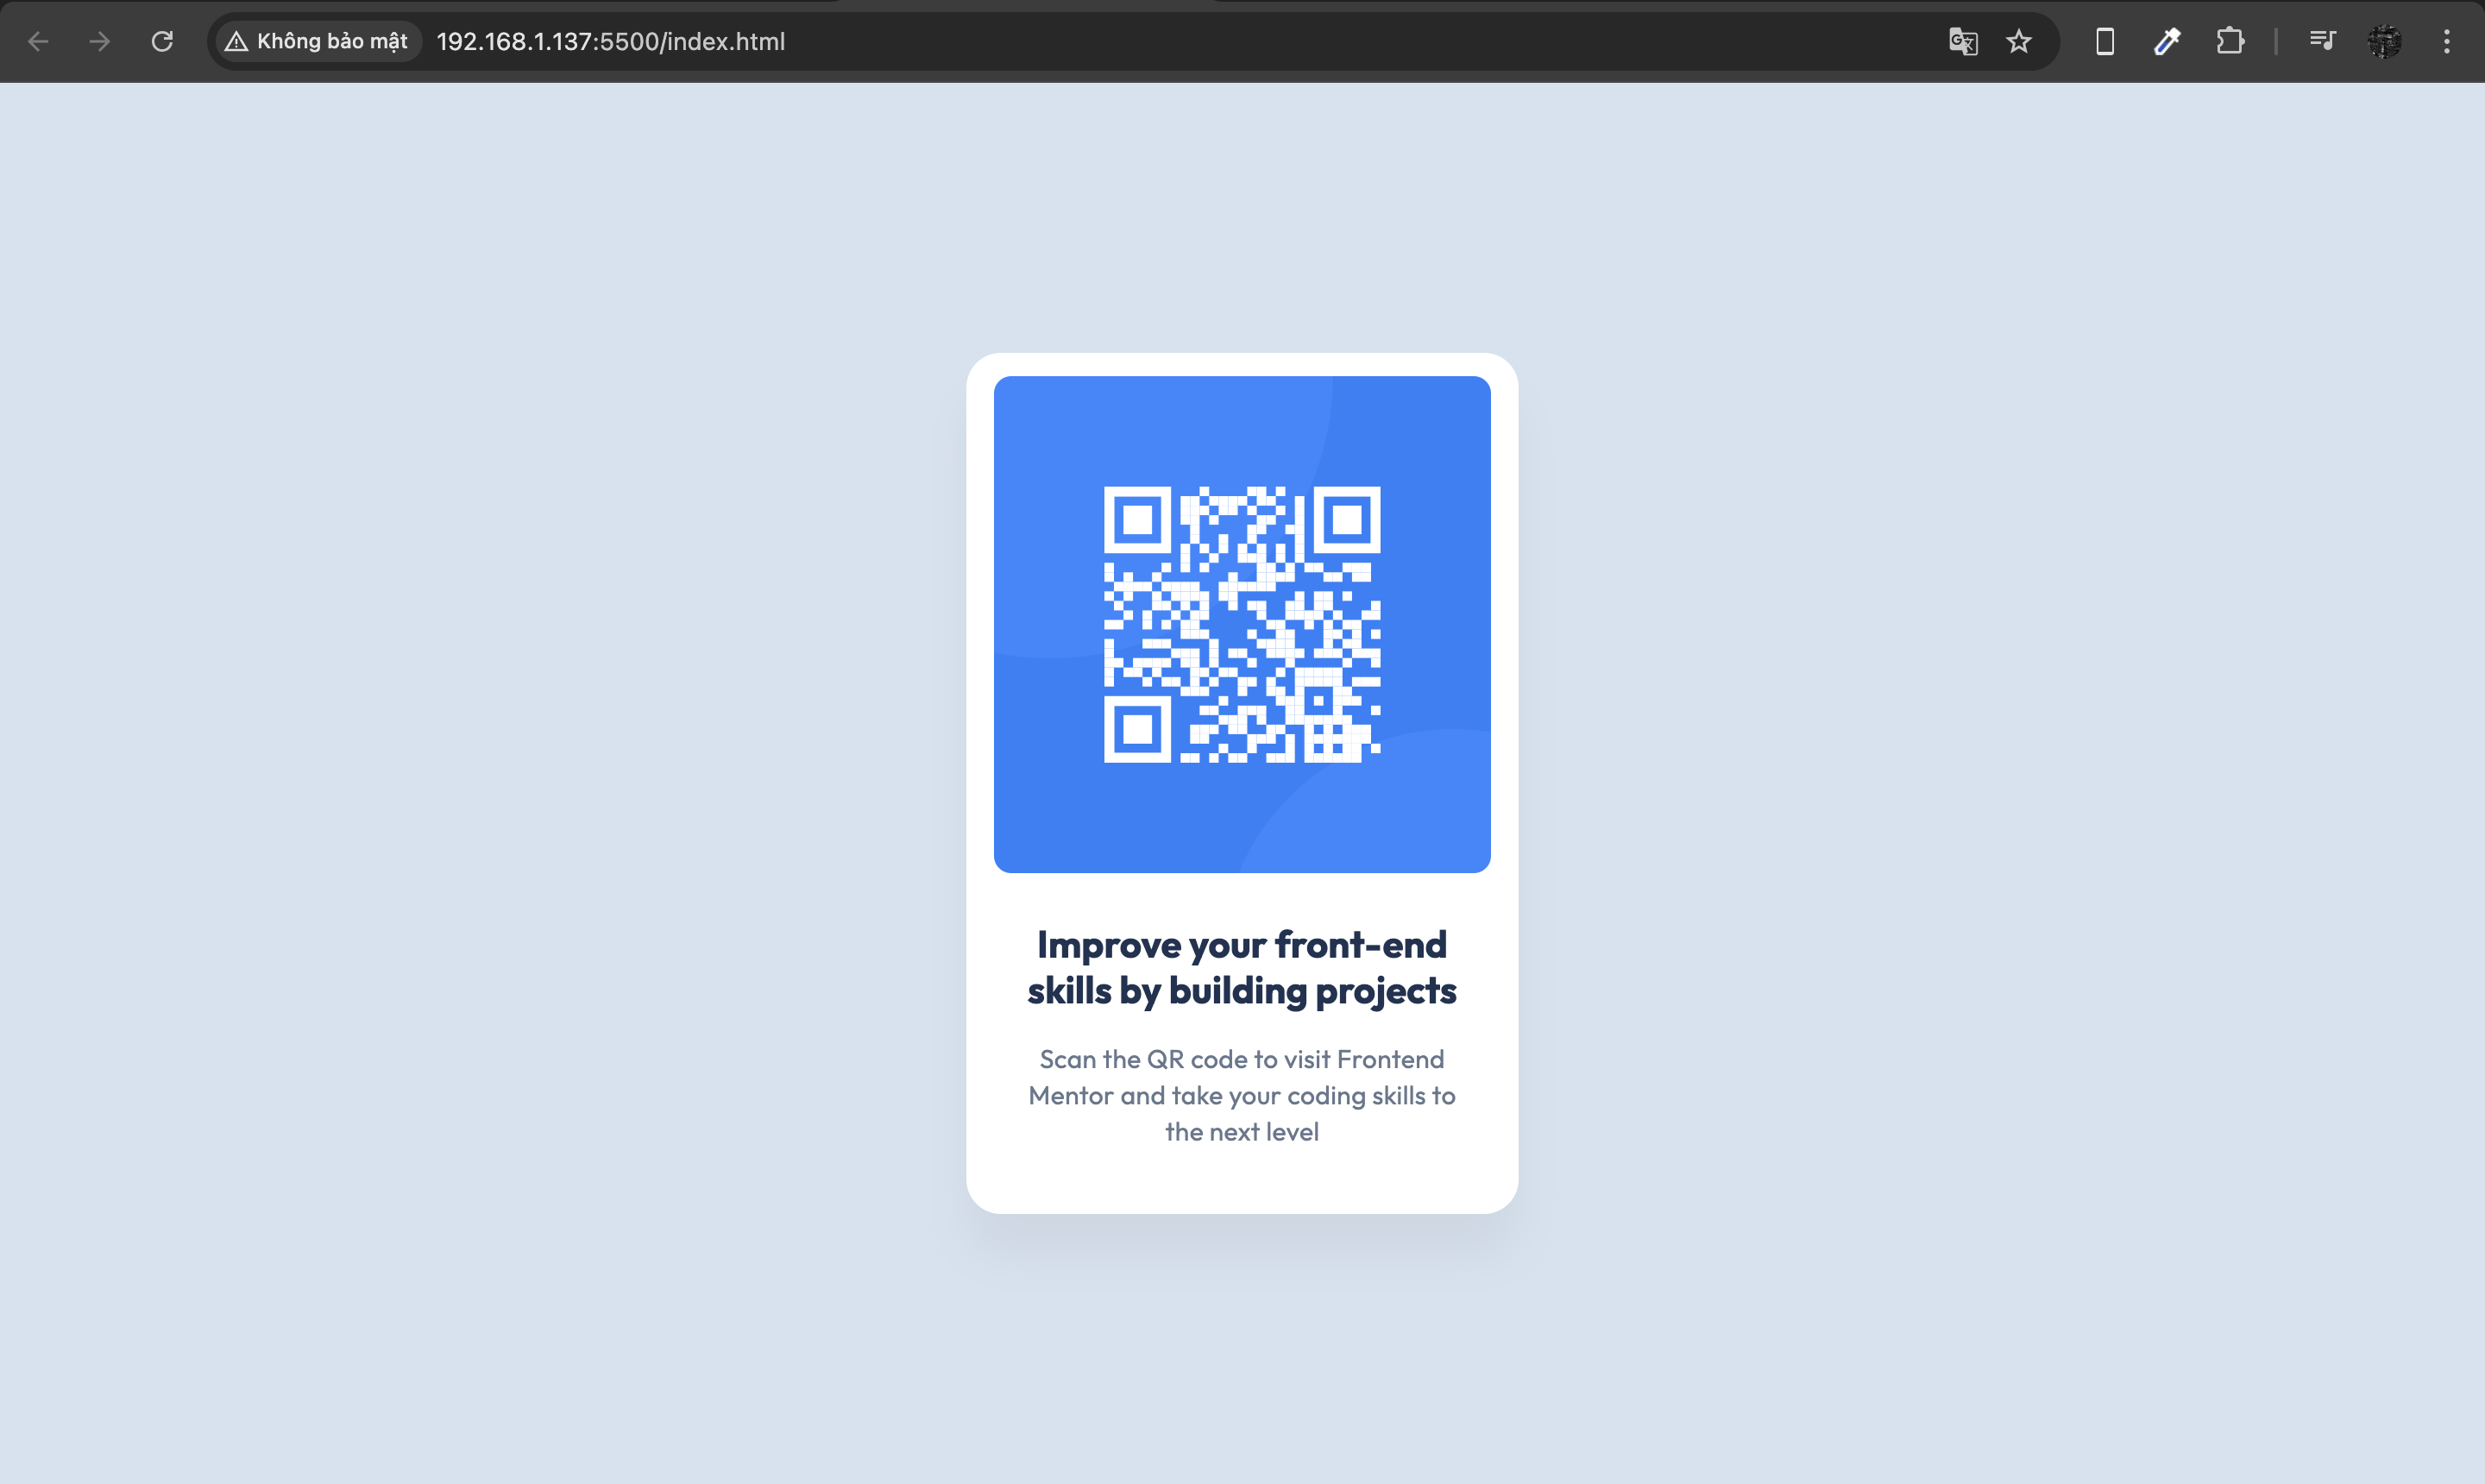 Không bảo mật 192.168.1.137:5500/index.html
Improve your front-end
skills by building projects
Scan the QR code to visit Frontend
Mentor and take your coding skills to
the next level